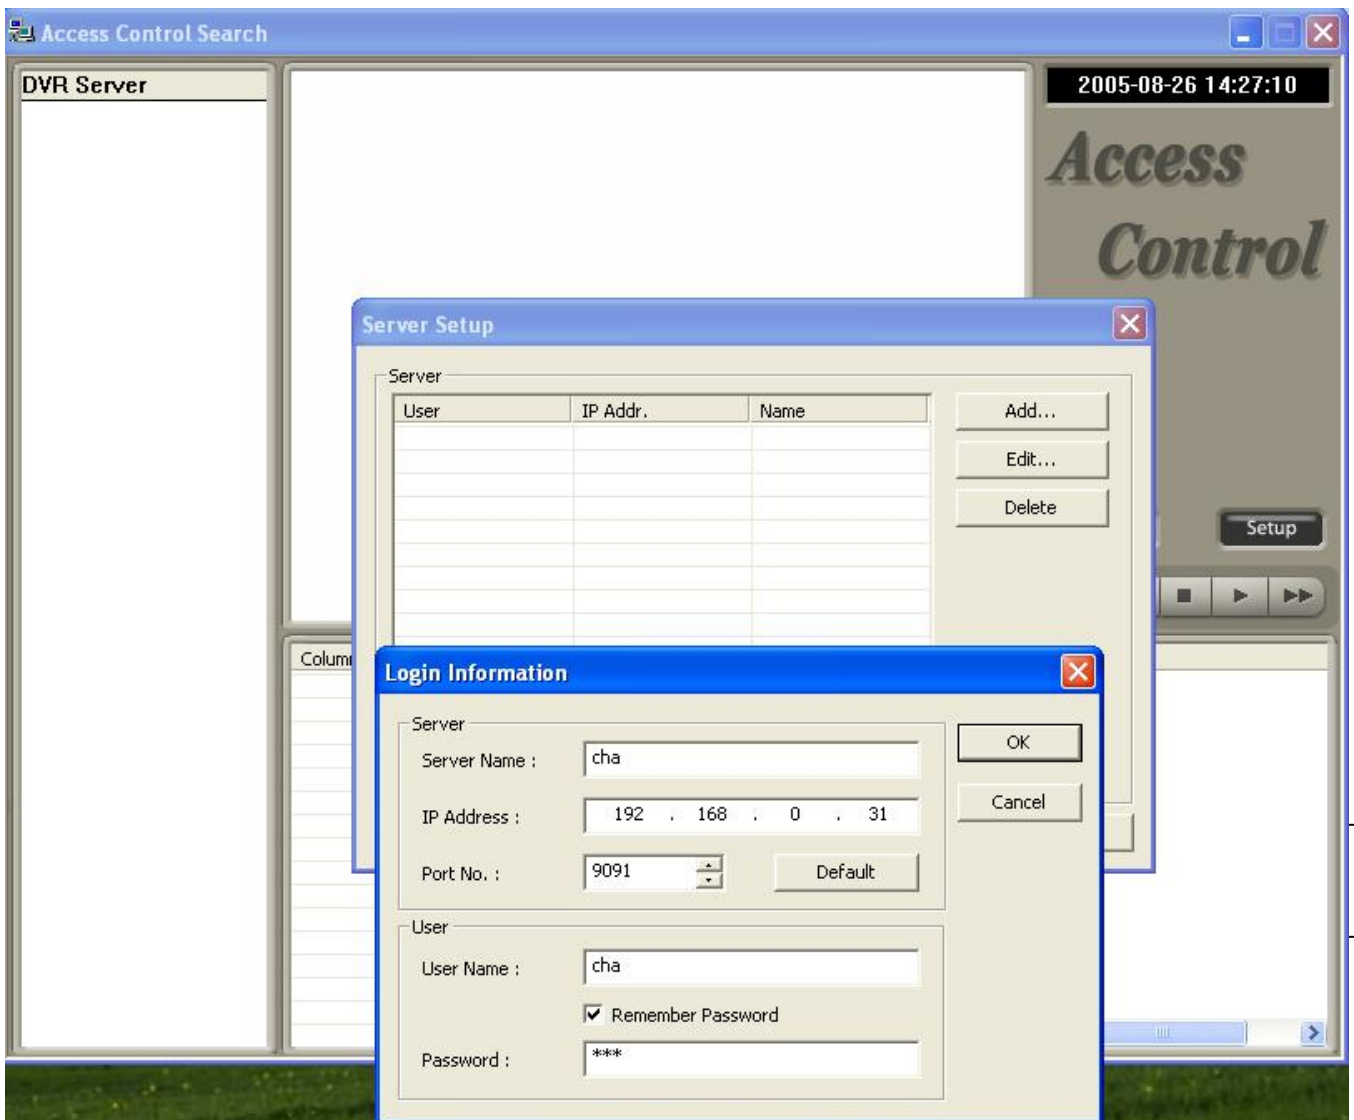 Access Control Search
DVR Server
2005-08-26 14:27:10
Access
Control
Setup
Server Setup
Server
User IP Addr. Name
Add...
Edit...
Delete
Login Information
Server
Server Name : cha
IP Address : 192 . 168 . 0 . 31
Port No. : 9091 Default
User
User Name : cha
Remember Password
Password : ***
OK
Cancel